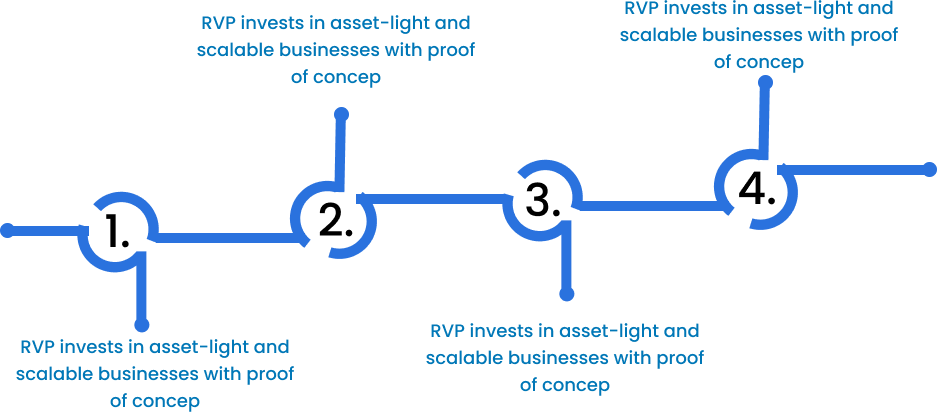 1.
RVP invests in asset-light and
scalable businesses with proof
of concep
2.
RVP invests in asset-light and
scalable businesses with proof
of concep
3.
RVP invests in asset-light and
scalable businesses with proof
of concep
4.
RVP invests in asset-light and
scalable businesses with proof
of concep